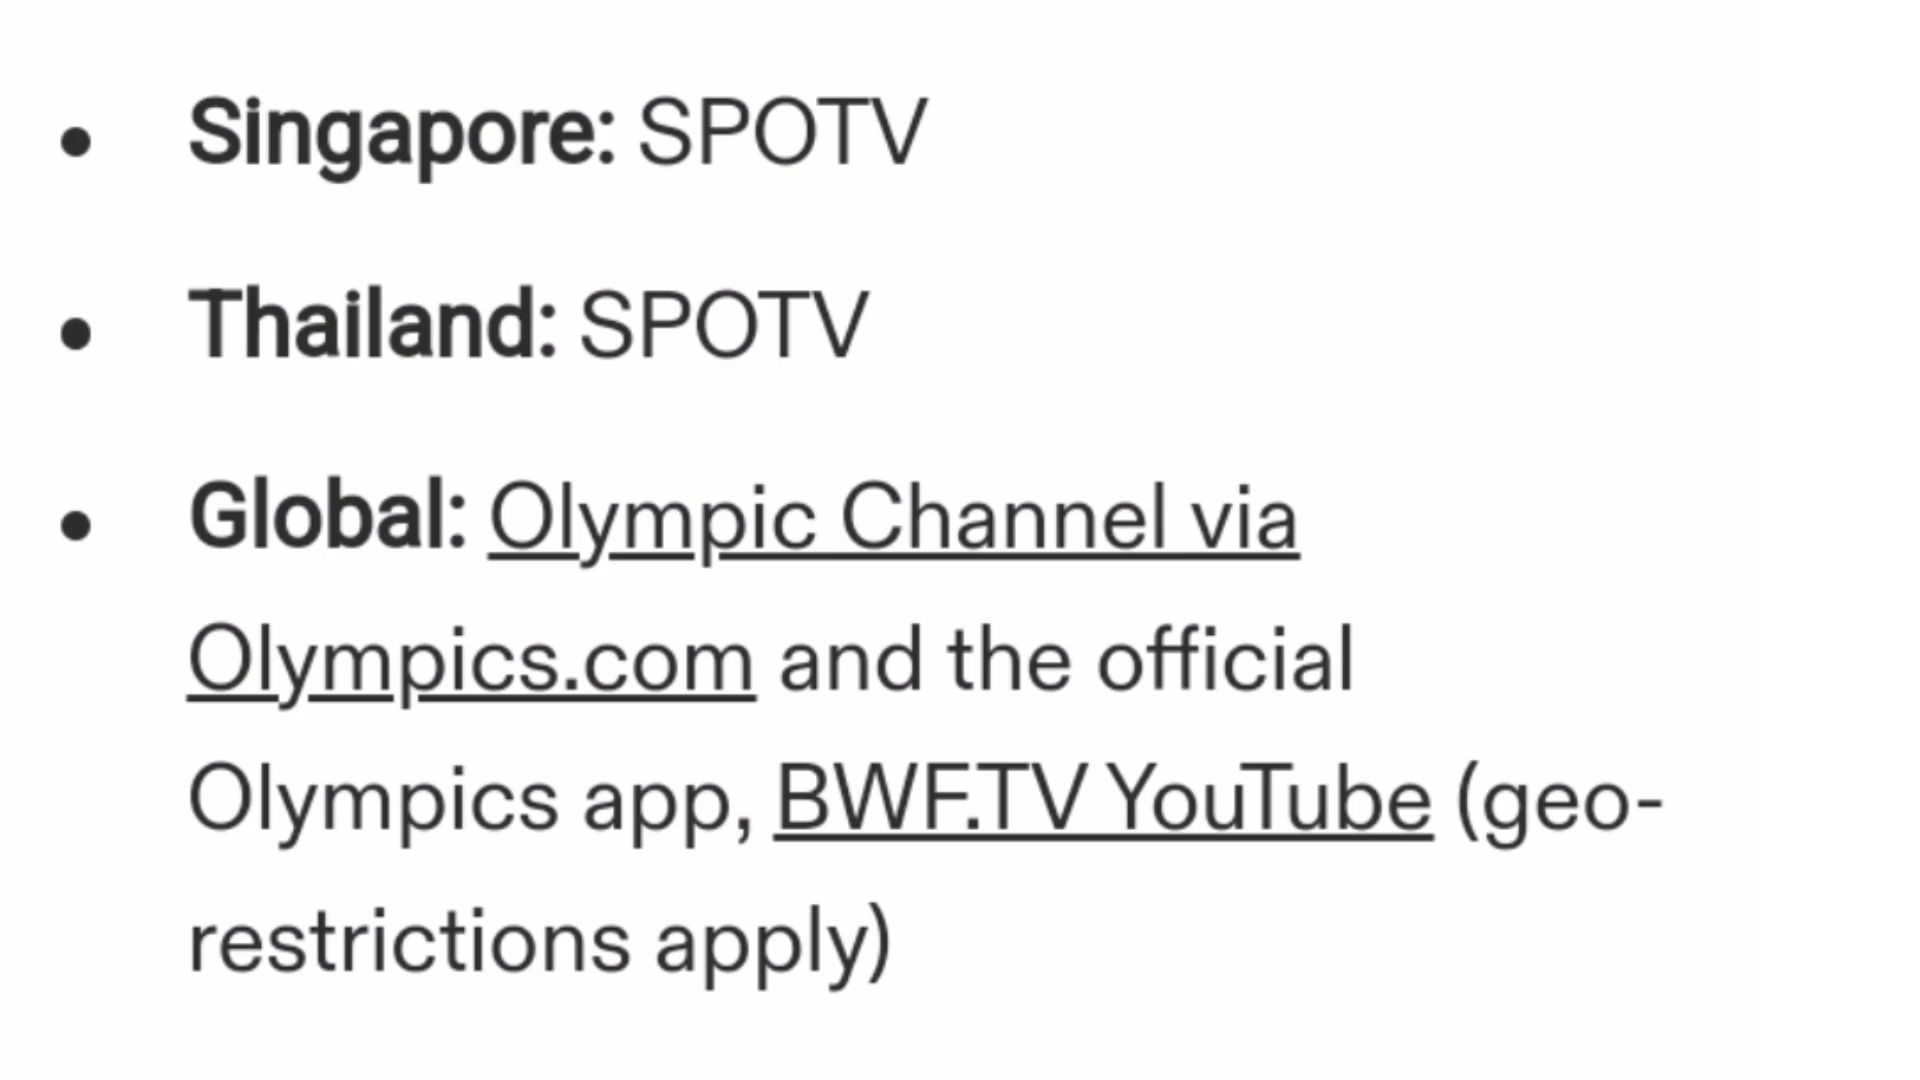 • Singapore: SPOTV
• Thailand: SPOTV
• Global: Olympic Channel via
Olympics.com and the official
Olympics app, BWF.TV YouTube (geo-
restrictions apply)